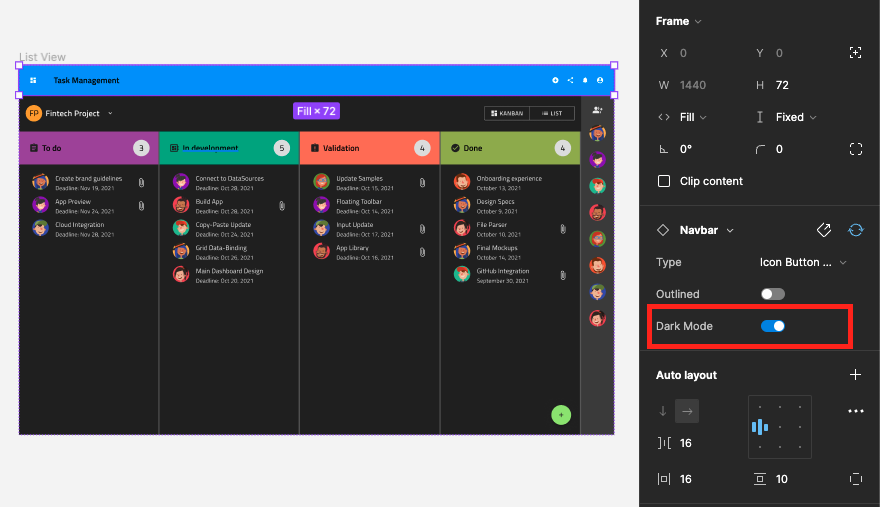 List View
Task Management
FP Fintech Project
Fill × 72
KANBAN LIST
To do 3
In development 5
Validation 4
Done 4
Create brand guidelines
Deadline: Nov 19, 2021
App Preview
Deadline: Nov 24, 2021
Cloud Integration
Deadline: Nov 28, 2021
Connect to DataSources
Deadline: Oct 28, 2021
Build App
Deadline: Oct 28, 2021
Copy-Paste Update
Deadline: Oct 24, 2021
Grid Data-Binding
Deadline: Oct 26, 2021
Main Dashboard Design
Deadline: Oct 20, 2021
Update Samples
Deadline: Oct 15, 2021
Floating Toolbar
Deadline: Oct 14, 2021
Input Update
Deadline: Oct 17, 2021
App Library
Deadline: Oct 16, 2021
Onboarding experience
October 13, 2021
Design Specs
October 9, 2021
File Parser
October 10, 2021
Final Mockups
October 14, 2021
GitHub Integration
September 30, 2021
Frame
X 0 Y 0
W 1440 H 72
Fill Fixed
0° 0
Clip content
Navbar
Type Icon Button ...
Outlined
Dark Mode
Auto layout
16
16 10